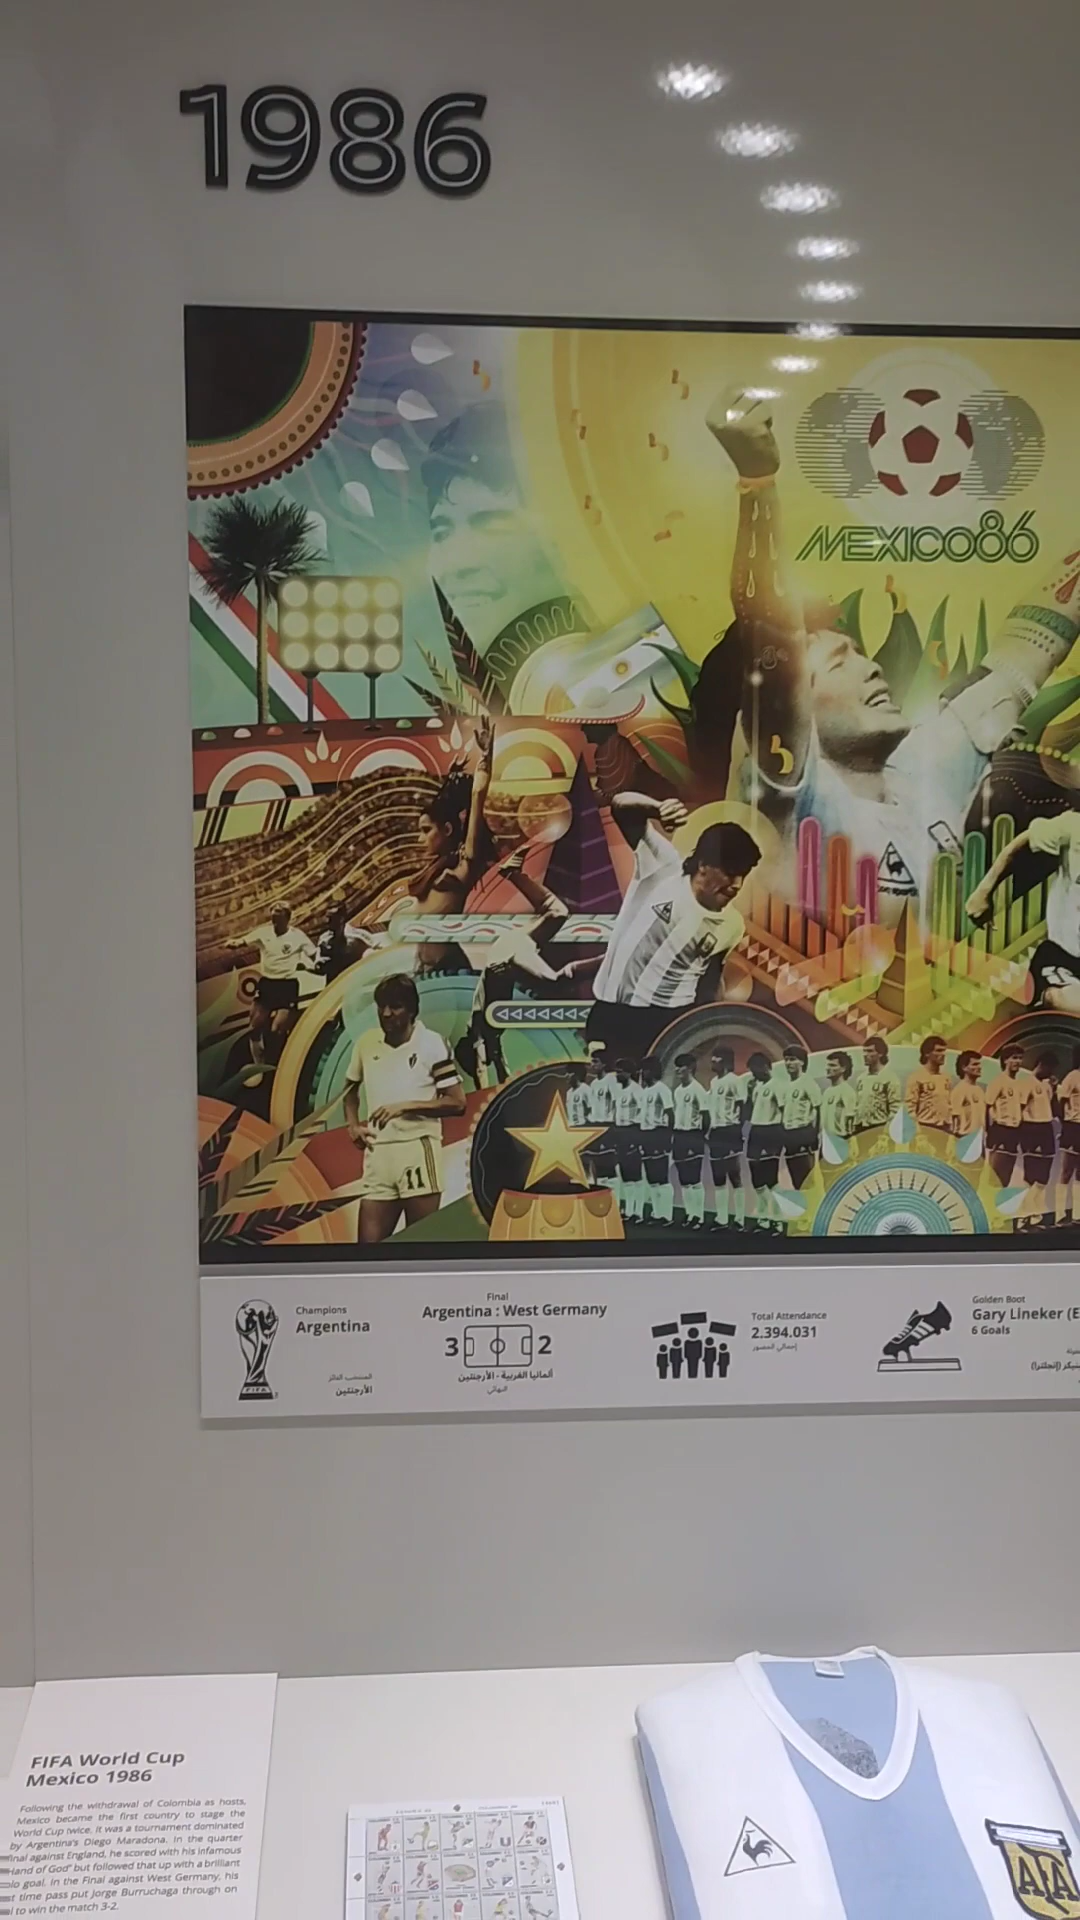 1986
MEXICO86
11
Champions
Argentina
الأرجنتين
Final
Argentina : West Germany
3 2
ألمانيا الغربية - الأرجنتين
النهائي
Total Attendance
2.394.031
إجمالي الحضور
Golden Boot
Gary Lineker (E
6 Goals
FIFA
FIFA World Cup
Mexico 1986
Following the withdrawal of Colombia as hosts,
Mexico became the first country to stage the
World Cup twice. It was a tournament dominated
by Argentina's Diego Maradona. In the quarter
final against England, he scored with his infamous
Hand of God" but followed that up with a brilliant
lo goal. In the Final against West Germany, his
t time pass put Jorge Burruchaga through on
l to win the match 3-2.
AFA